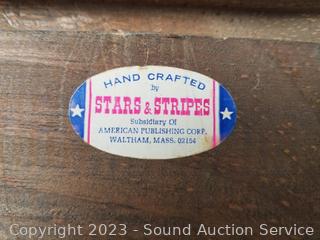 HAND CRAFTED
by
STARS & STRIPES
Subsidiary Of
AMERICAN PUBLISHING CORP.
WALTHAM, MASS. 02154
Copyright 2023 - Sound Auction Service